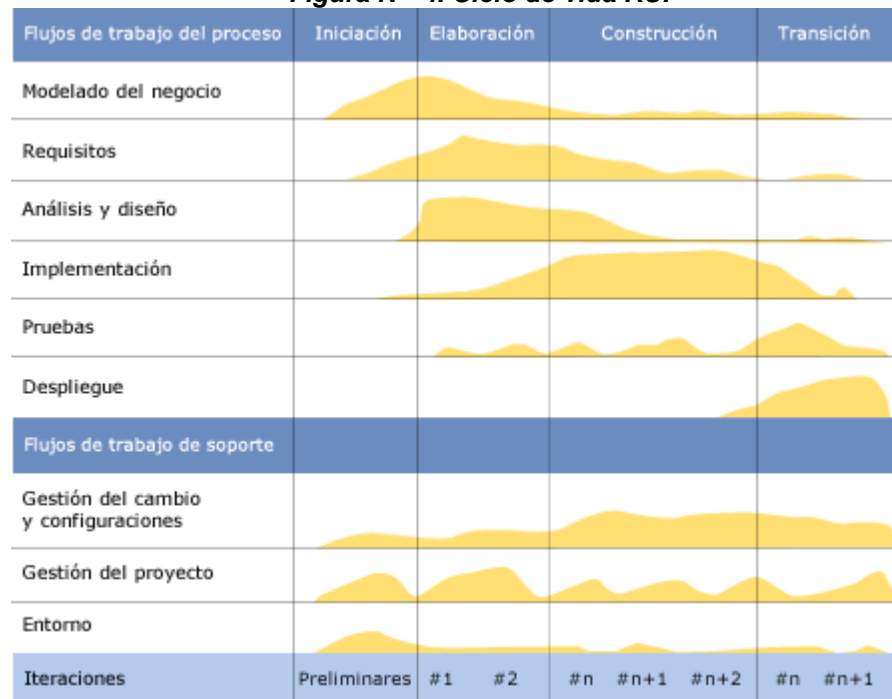 Flujos de trabajo del proceso Iniciación Elaboración Construcción Transición
Modelado del negocio
Requisitos
Análisis y diseño
Implementación
Pruebas
Despliegue
Flujos de trabajo de soporte
Gestión del cambio
y configuraciones
Gestión del proyecto
Entorno
Iteraciones Preliminares #1 #2 #n #n+1 #n+2 #n #n+1